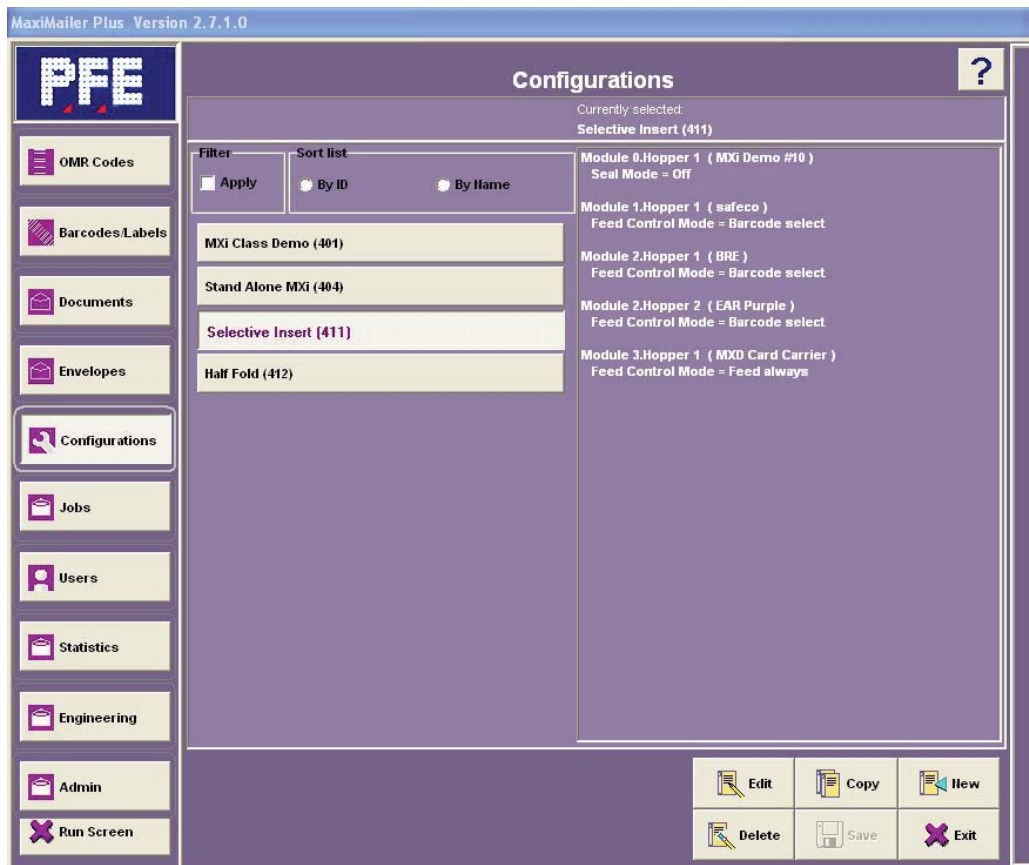 MaxiMailer Plus Version 2.7.1.0
PFE
Configurations
?
Currently selected:
Selective Insert (411)
OMR Codes
Barcodes/Labels
Documents
Envelopes
Configurations
Jobs
Users
Statistics
Engineering
Admin
Run Screen
Filter
Apply
Sort list
By ID
By Name
MXi Class Demo (401)
Stand Alone MXi (404)
Selective Insert (411)
Half Fold (412)
Module 0.Hopper 1 ( MXi Demo #10 )
Seal Mode = Off
Module 1.Hopper 1 ( safeco )
Feed Control Mode = Barcode select
Module 2.Hopper 1 ( BRE )
Feed Control Mode = Barcode select
Module 2.Hopper 2 ( EAR Purple )
Feed Control Mode = Barcode select
Module 3.Hopper 1 ( MXD Card Carrier )
Feed Control Mode = Feed always
Edit
Copy
New
Delete
Save
Exit